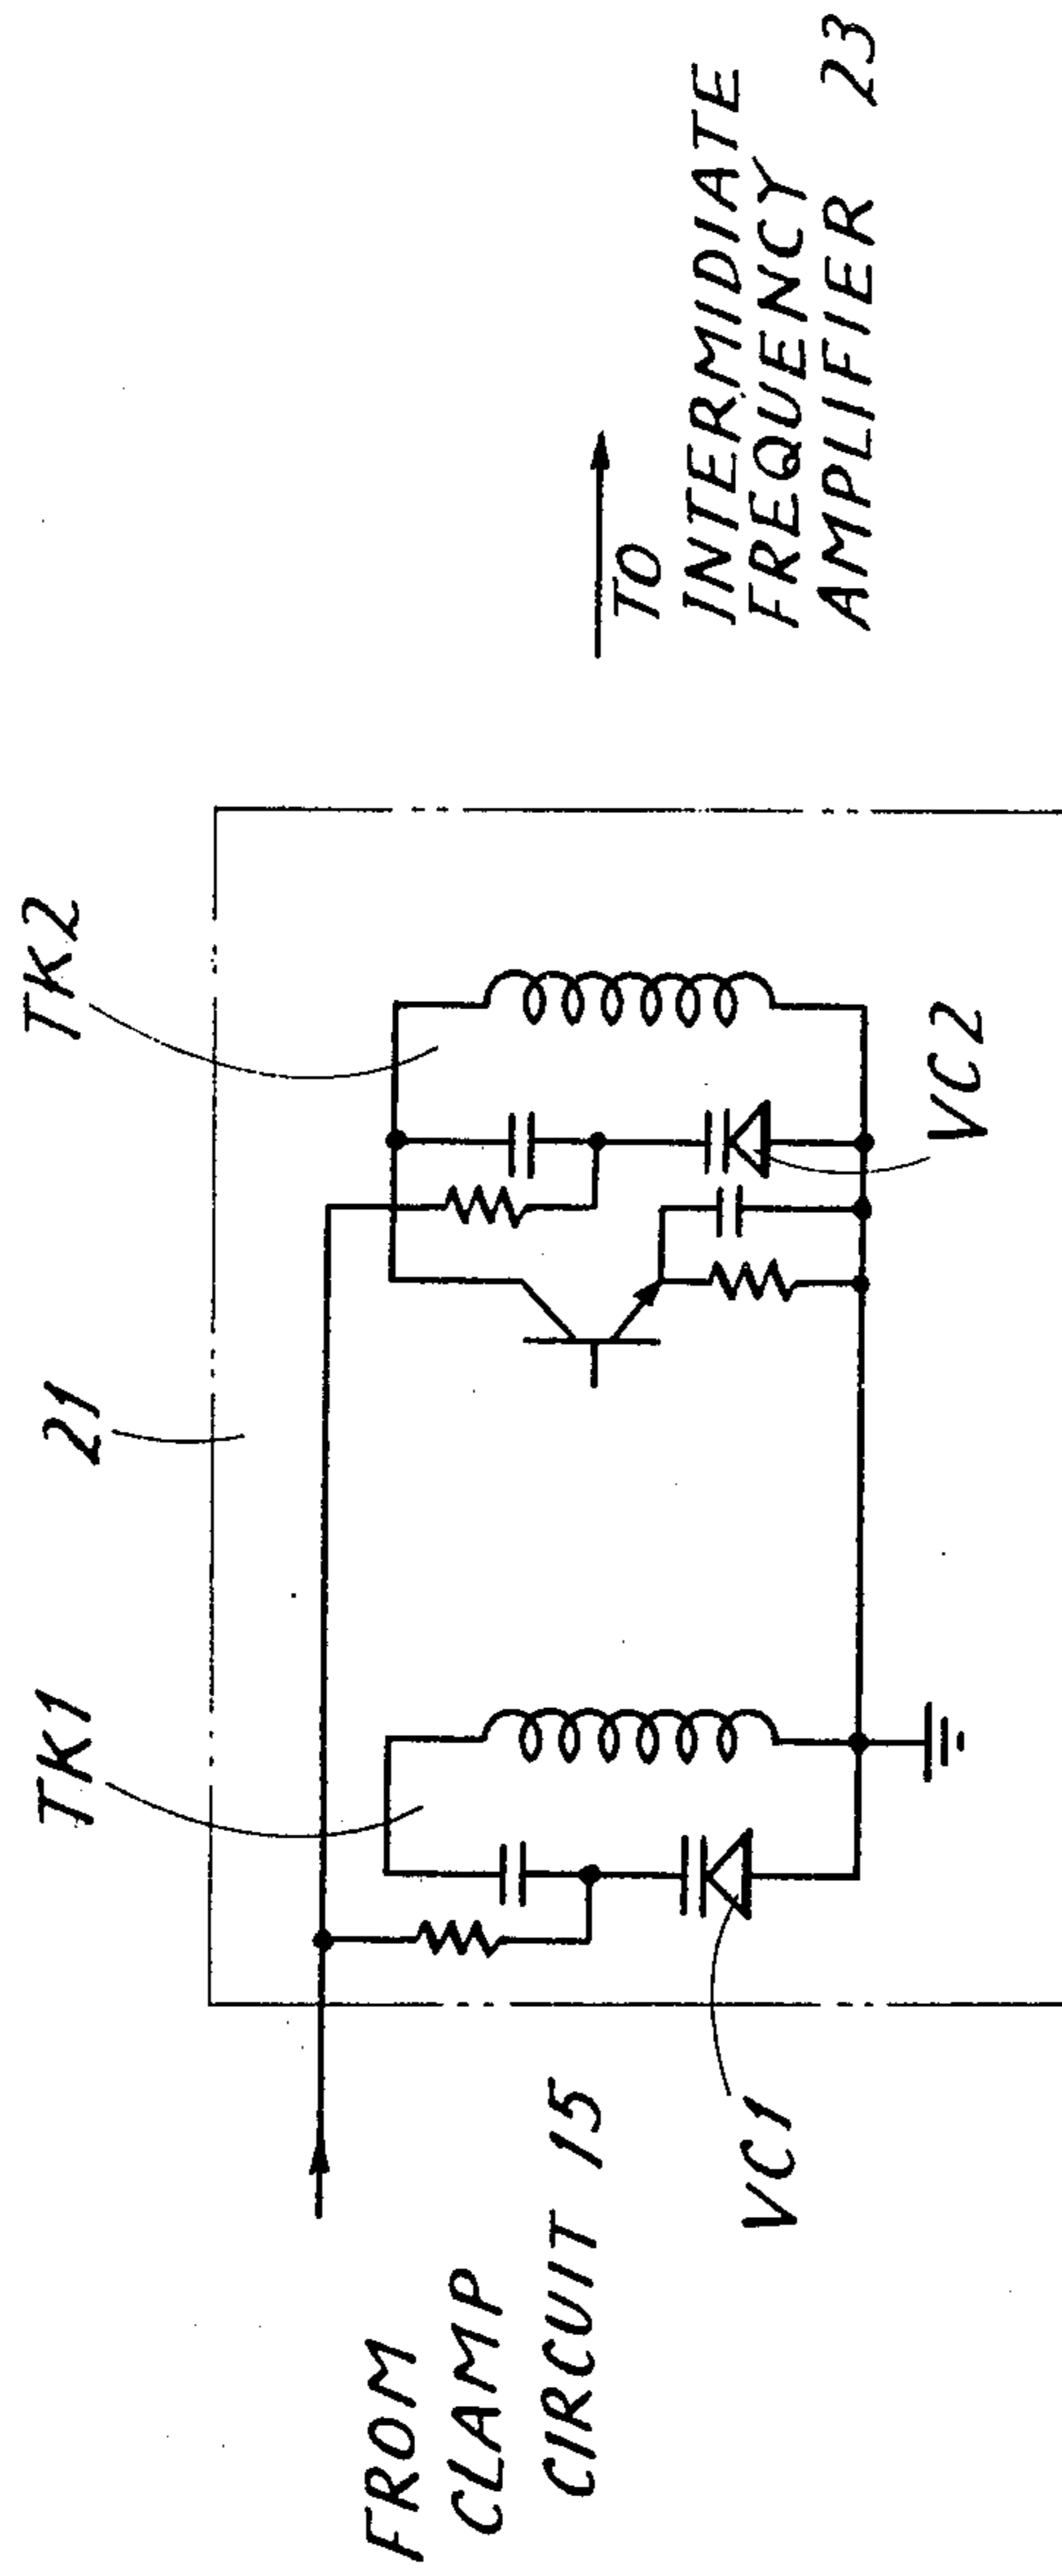 FROM
CLAMP
CIRCUIT 15
TK1
VC1
21
TK2
VC2
TO
INTERMIDIATE
FREQUENCY
AMPLIFIER 23